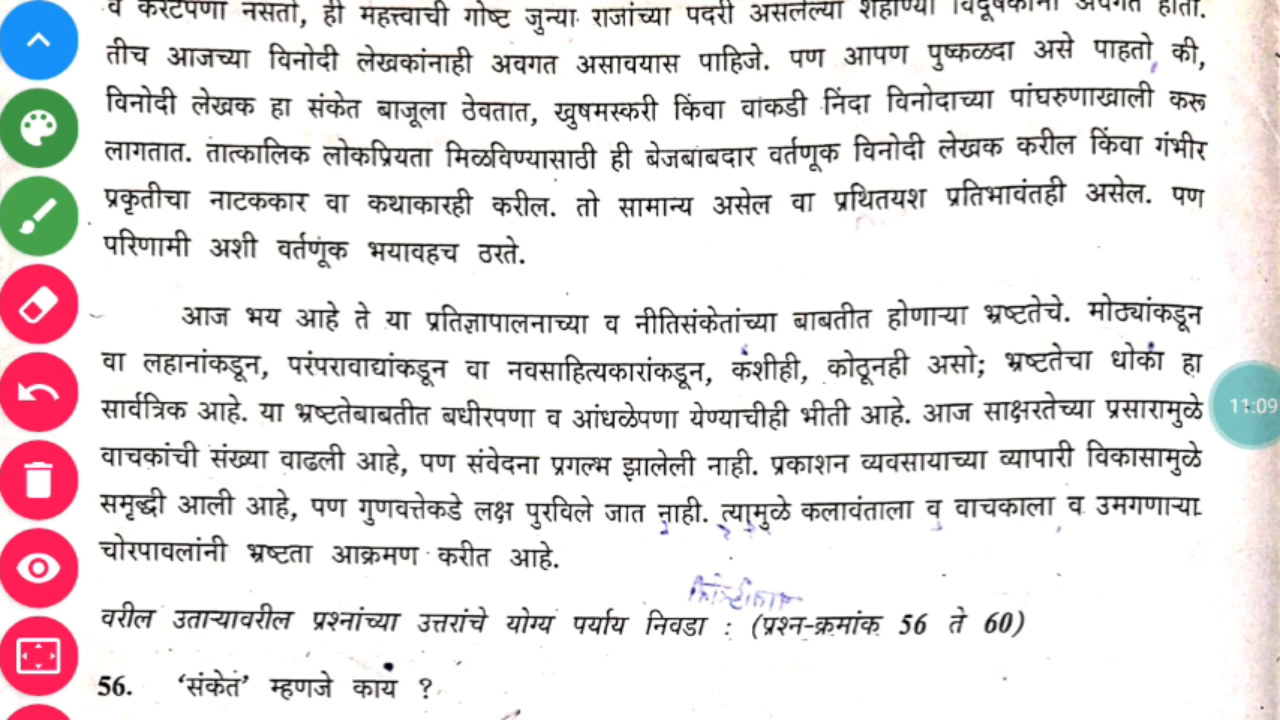 व करंटेपणा नसतो, ही महत्त्वाची गोष्ट जुन्या राजांच्या पदरी असलेल्या शहाण्या विदूषकांना अवगत होती.
तीच आजच्या विनोदी लेखकांनाही अवगत असावयास पाहिजे. पण आपण पुष्कळदा असे पाहतो की,
विनोदी लेखक हा संकेत बाजूला ठेवतात, खुषमस्करी किंवा वाकडी निंदा विनोदाच्या पांघरुणाखाली करू
लागतात. तात्कालिक लोकप्रियता मिळविण्यासाठी ही बेजबाबदार वर्तणूक विनोदी लेखक करील किंवा गंभीर
प्रकृतीचा नाटककार वा कथाकारही करील. तो सामान्य असेल वा प्रथितयश प्रतिभावंतही असेल. पण
परिणामी अशी वर्तणूंक भयावहच ठरते.
आज भय आहे ते या प्रतिज्ञापालनाच्या व नीतिसंकेतांच्या बाबतीत होणाऱ्या भ्रष्टतेचे. मोठ्यांकडून
वा लहानांकडून, परंपरावाद्यांकडून वा नवसाहित्यकारांकडून, कशीही, कोठूनही असो; भ्रष्टतेचा धोका हा
सार्वत्रिक आहे. या भ्रष्टतेबाबतीत बधीरपणा व आंधळेपणा येण्याचीही भीती आहे. आज साक्षरतेच्या प्रसारामुळे
वाचकांची संख्या वाढली आहे, पण संवेदना प्रगल्भ झालेली नाही. प्रकाशन व्यवसायाच्या व्यापारी विकासामुळे
समृद्धी आली आहे, पण गुणवत्तेकडे लक्ष पुरविले जात नाही. त्यामुळे कलावंताला व वाचकाला व उमगणाऱ्या
चोरपावलांनी भ्रष्टता आक्रमण करीत आहे.
वरील उताऱ्यावरील प्रश्नांच्या उत्तरांचे योग्य पर्याय निवडा : (प्रश्न-क्रमांक 56 ते 60)
56. ‘संकेत’ म्हणजे काय ?
11:09